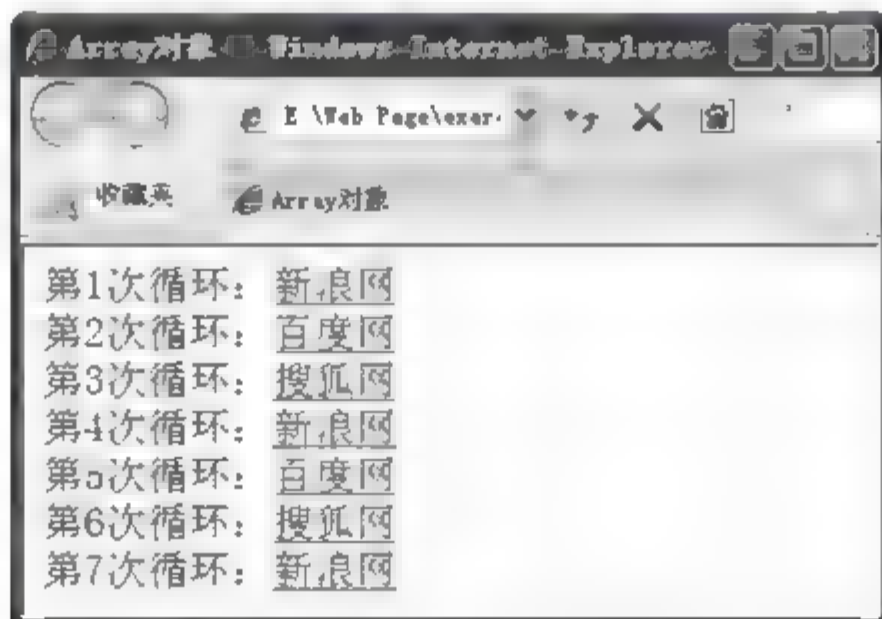 Array对象 - Windows Internet Explorer
E:\Web Page\exer
收藏夹 Array对象
第1次循环：新浪网
第2次循环：百度网
第3次循环：搜狐网
第4次循环：新浪网
第5次循环：百度网
第6次循环：搜狐网
第7次循环：新浪网